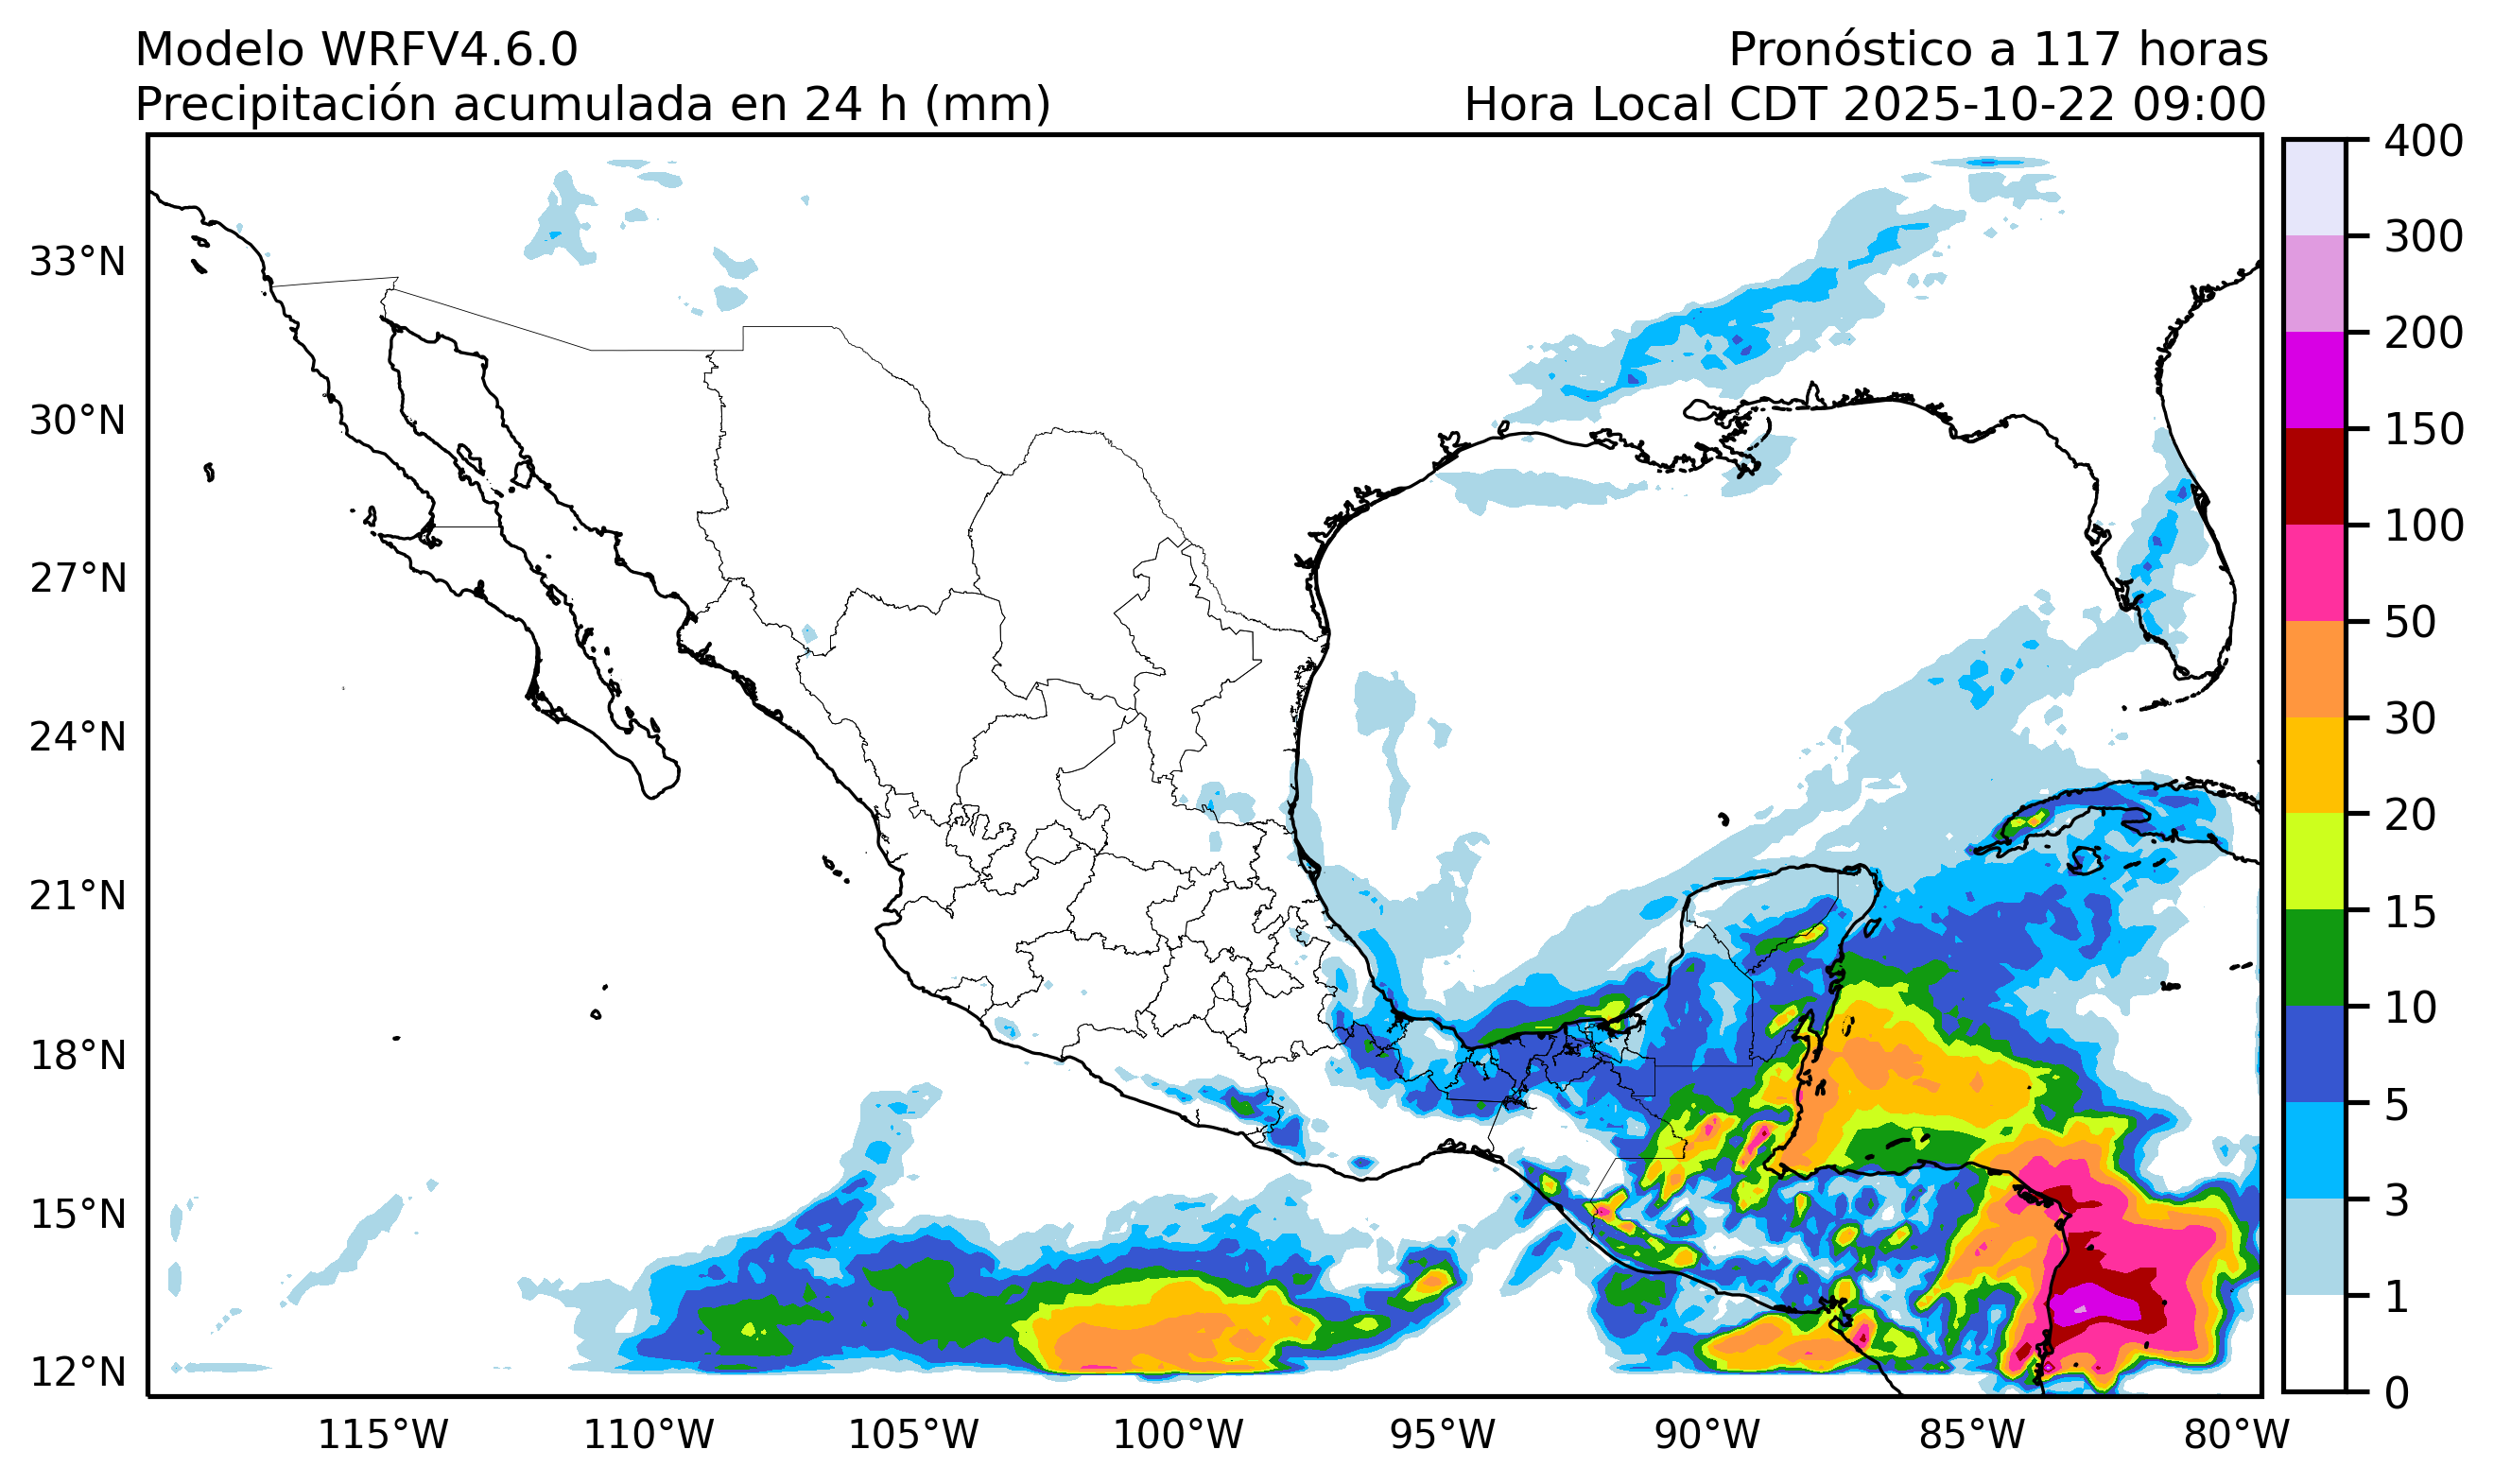 Modelo WRFV4.6.0
Pronóstico a 117 horas
Precipitación acumulada en 24 h (mm)
Hora Local CDT 2025-10-22 09:00
33°N
30°N
27°N
24°N
21°N
18°N
15°N
12°N
115°W
110°W
105°W
100°W
95°W
90°W
85°W
80°W
400
300
200
150
100
50
30
20
15
10
5
3
1
0